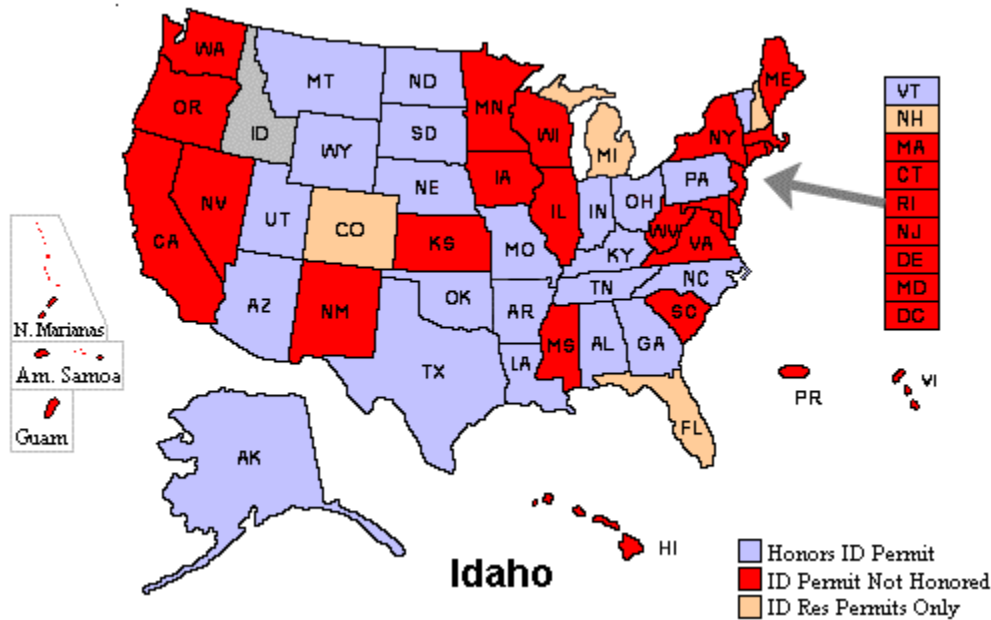 WA
MT
ND
MN
ME
OR
ID
SD
WI
NY
WY
MI
IA
PA
NE
NV
UT
CO
IL
IN
OH
WV
VA
CA
KS
MO
KY
AZ
NM
OK
TN
NC
AR
SC
MS
AL
GA
LA
TX
FL
AK
HI
VT
NH
MA
CT
RI
NJ
DE
MD
DC
N. Marianas
Am. Samoa
Guam
PR
VI
Idaho
Honors ID Permit
ID Permit Not Honored
ID Res Permits Only